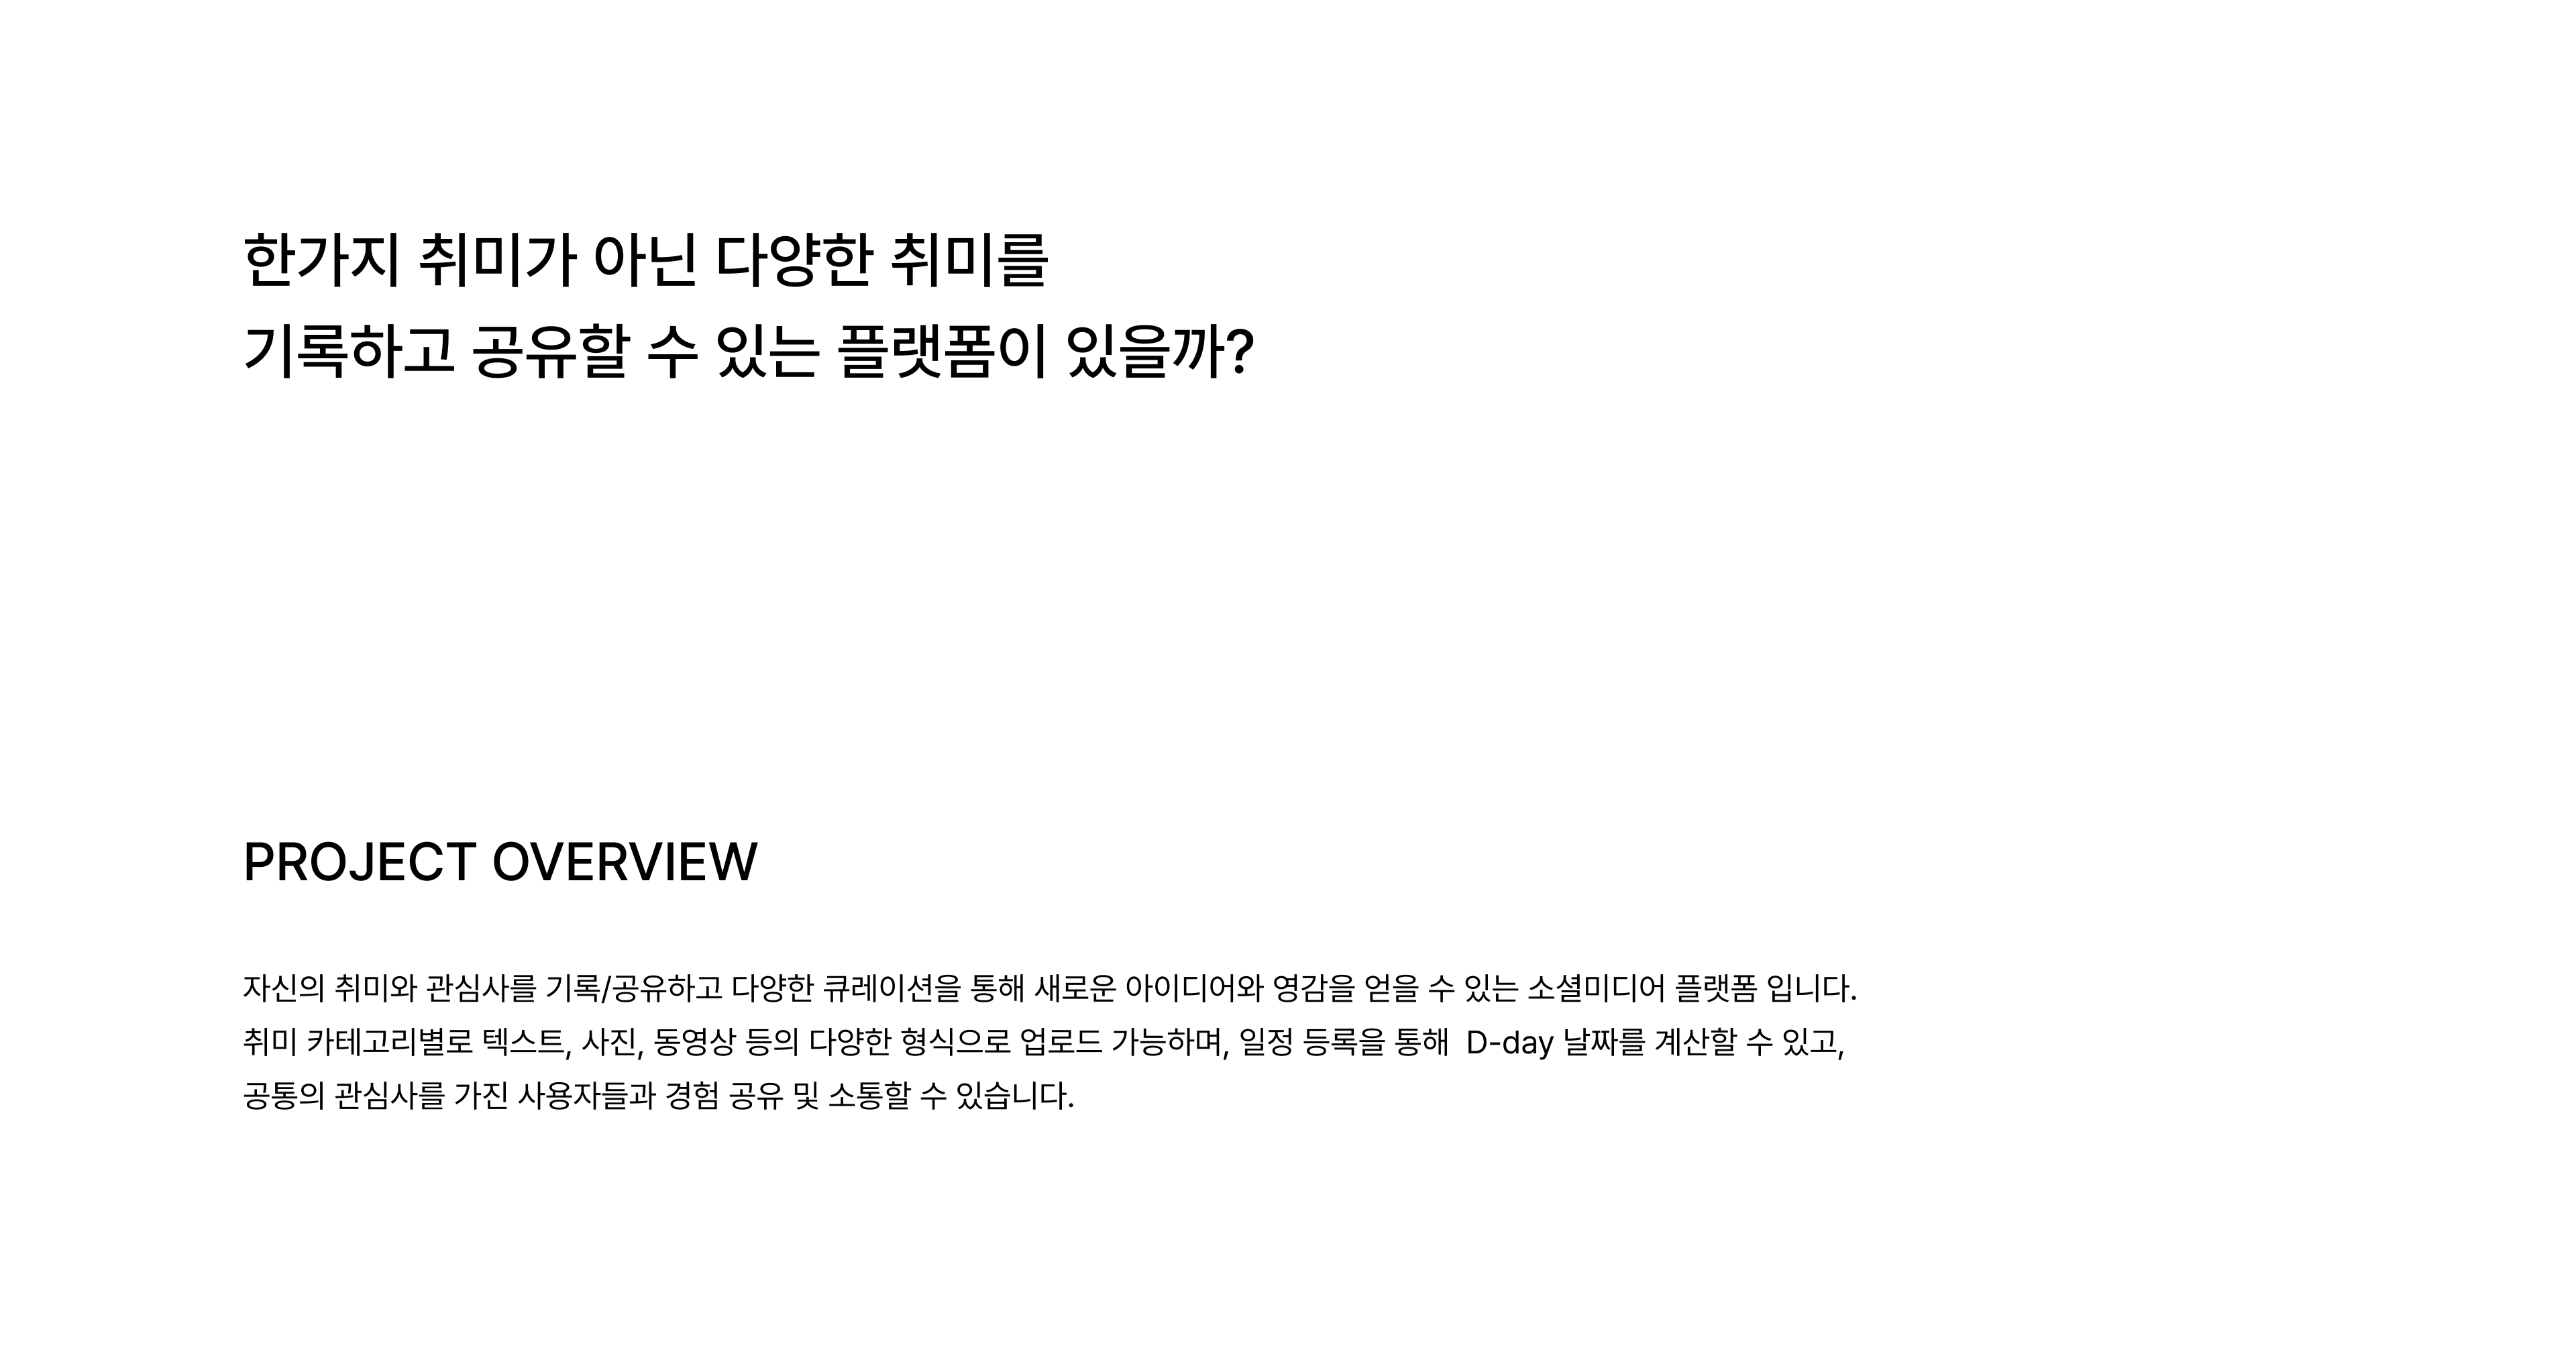 한가지 취미가 아닌 다양한 취미를
기록하고 공유할 수 있는 플랫폼이 있을까?
PROJECT OVERVIEW
자신의 취미와 관심사를 기록/공유하고 다양한 큐레이션을 통해 새로운 아이디어와 영감을 얻을 수 있는 소셜미디어 플랫폼 입니다.
취미 카테고리별로 텍스트, 사진, 동영상 등의 다양한 형식으로 업로드 가능하며, 일정 등록을 통해  D-day 날짜를 계산할 수 있고,
공통의 관심사를 가진 사용자들과 경험 공유 및 소통할 수 있습니다.